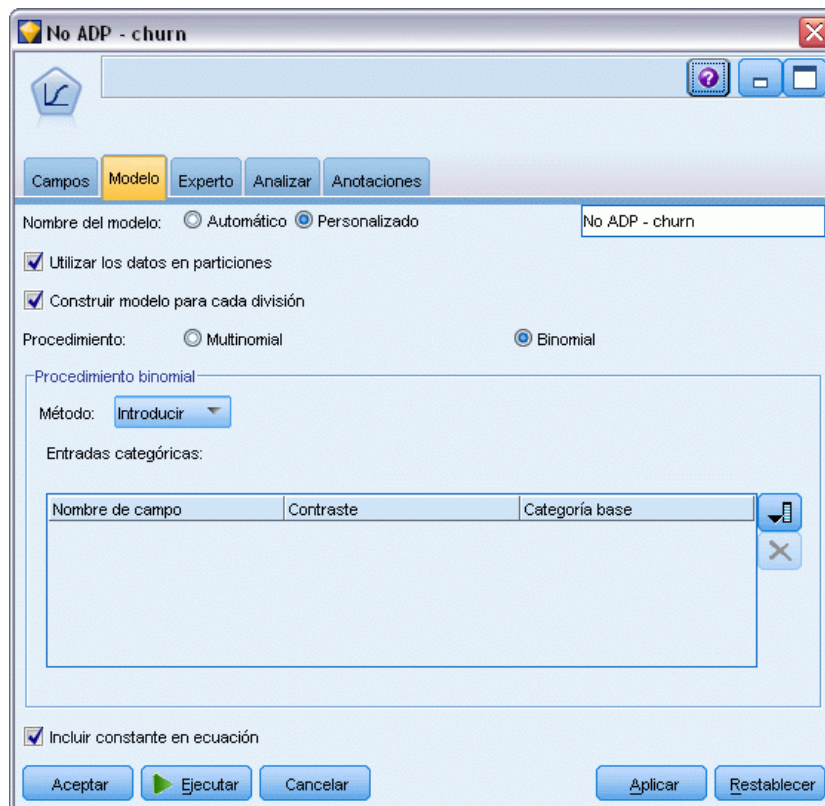 No ADP - churn
Campos Modelo Experto Analizar Anotaciones
Nombre del modelo: Automático Personalizado No ADP - churn
Utilizar los datos en particiones
Construir modelo para cada división
Procedimiento: Multinomial Binomial
Procedimiento binomial
Método: Introducir
Entradas categóricas:
Nombre de campo Contraste Categoría base
Incluir constante en ecuación
Aceptar Ejecutar Cancelar Aplicar Restablecer